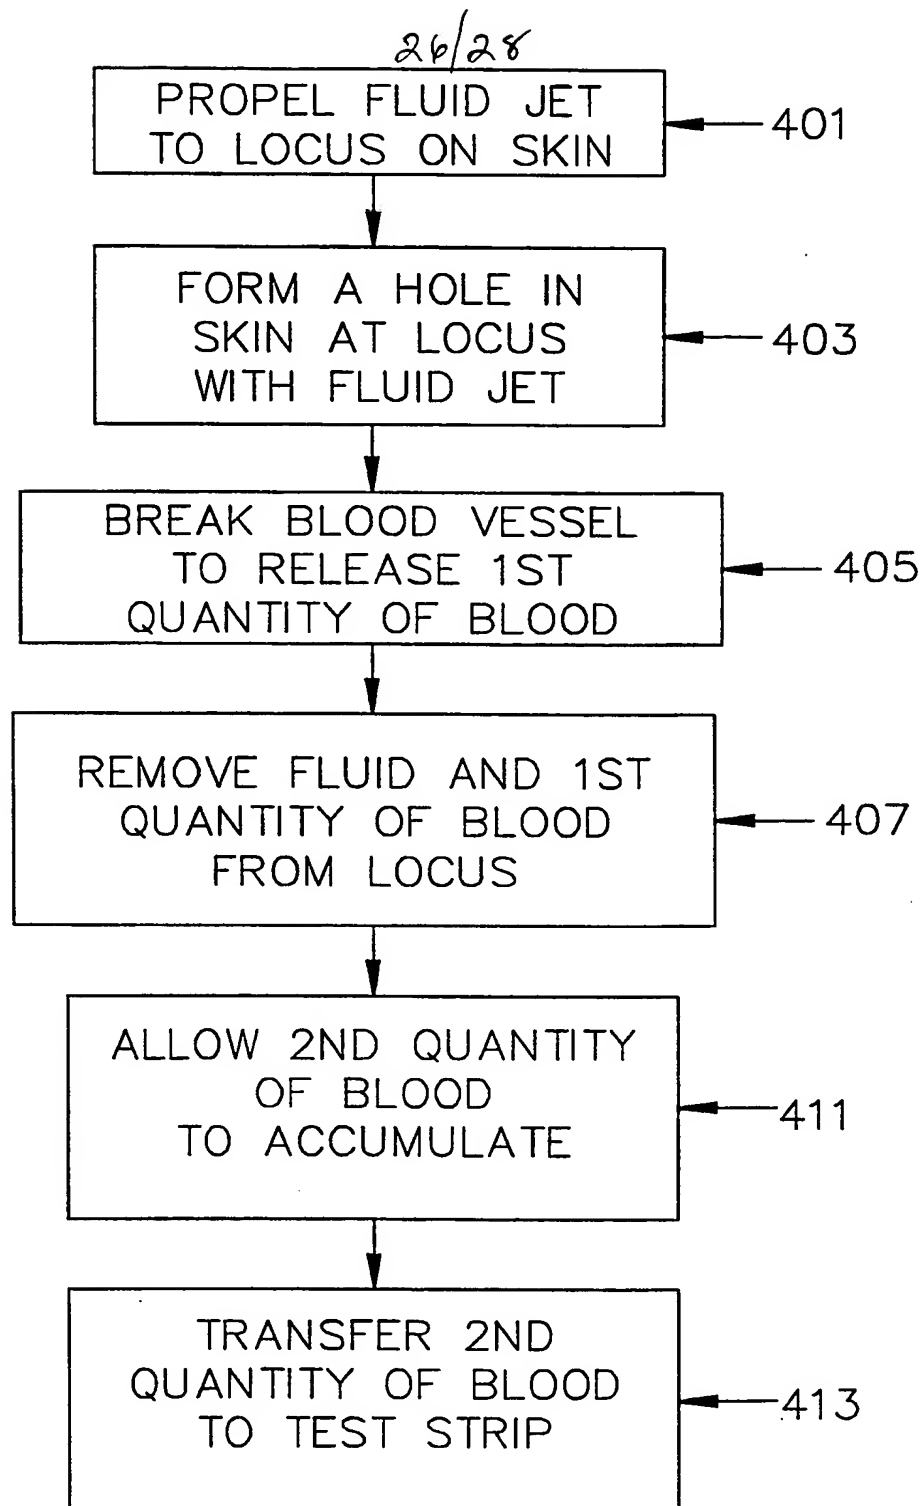 26/28
PROPEL FLUID JET
TO LOCUS ON SKIN
401
FORM A HOLE IN
SKIN AT LOCUS
WITH FLUID JET
403
BREAK BLOOD VESSEL
TO RELEASE 1ST
QUANTITY OF BLOOD
405
REMOVE FLUID AND 1ST
QUANTITY OF BLOOD
FROM LOCUS
407
ALLOW 2ND QUANTITY
OF BLOOD
TO ACCUMULATE
411
TRANSFER 2ND
QUANTITY OF BLOOD
TO TEST STRIP
413